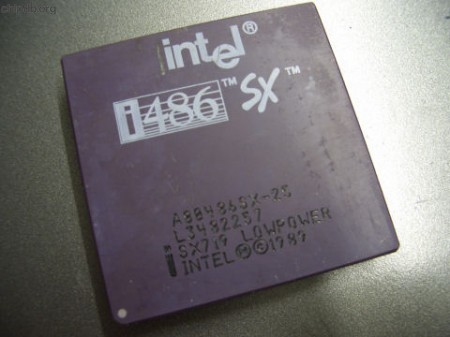 intel®
i486™ SX™
A80486SX-25
L3482257
SX719 LOWPOWER
i INTEL ©©1989